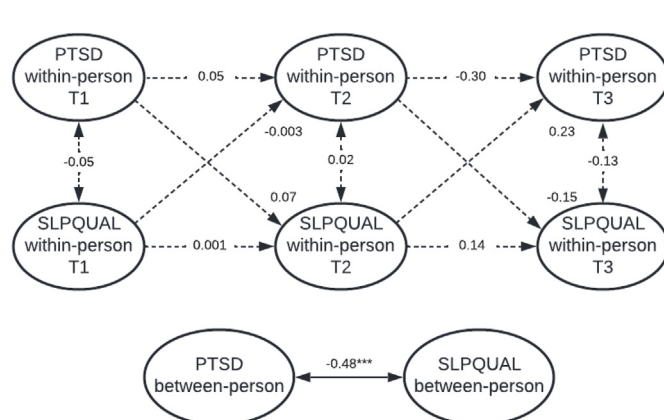 PTSD
within-person
T1
0.05
PTSD
within-person
T2
-0.30
PTSD
within-person
T3
-0.003
0.23
-0.05
0.02
-0.13
0.07
-0.15
SLPQUAL
within-person
T1
0.001
SLPQUAL
within-person
T2
0.14
SLPQUAL
within-person
T3
PTSD
between-person
-0.48***
SLPQUAL
between-person